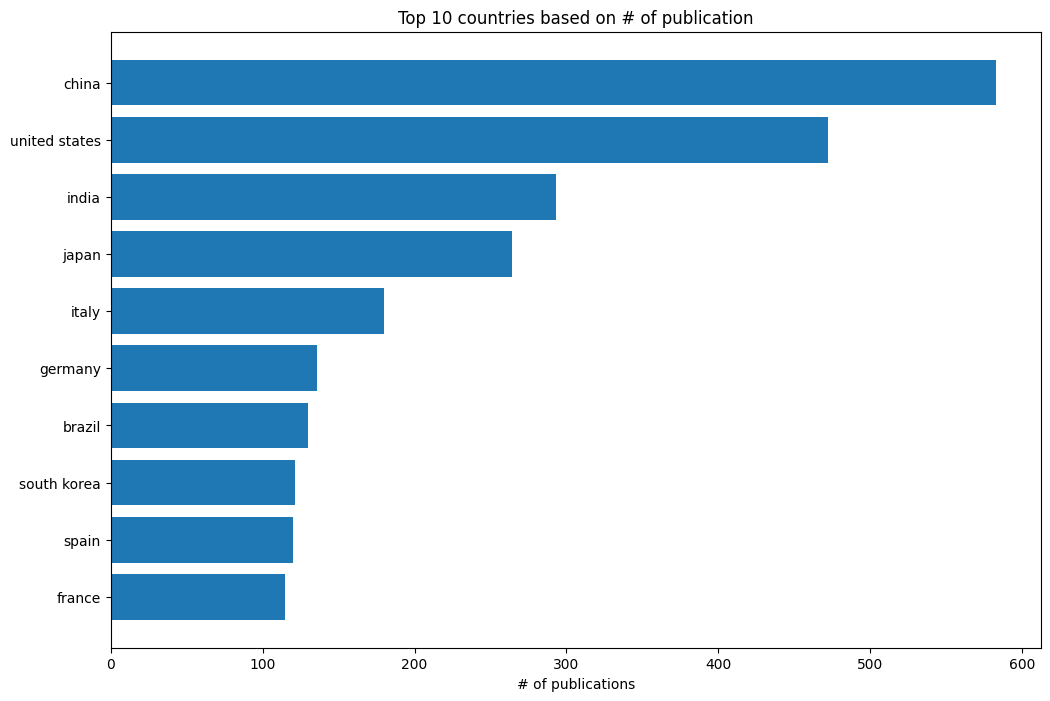 Top 10 countries based on # of publication
china
united states
india
japan
italy
germany
brazil
south korea
spain
france
0 100 200 300 400 500 600
# of publications